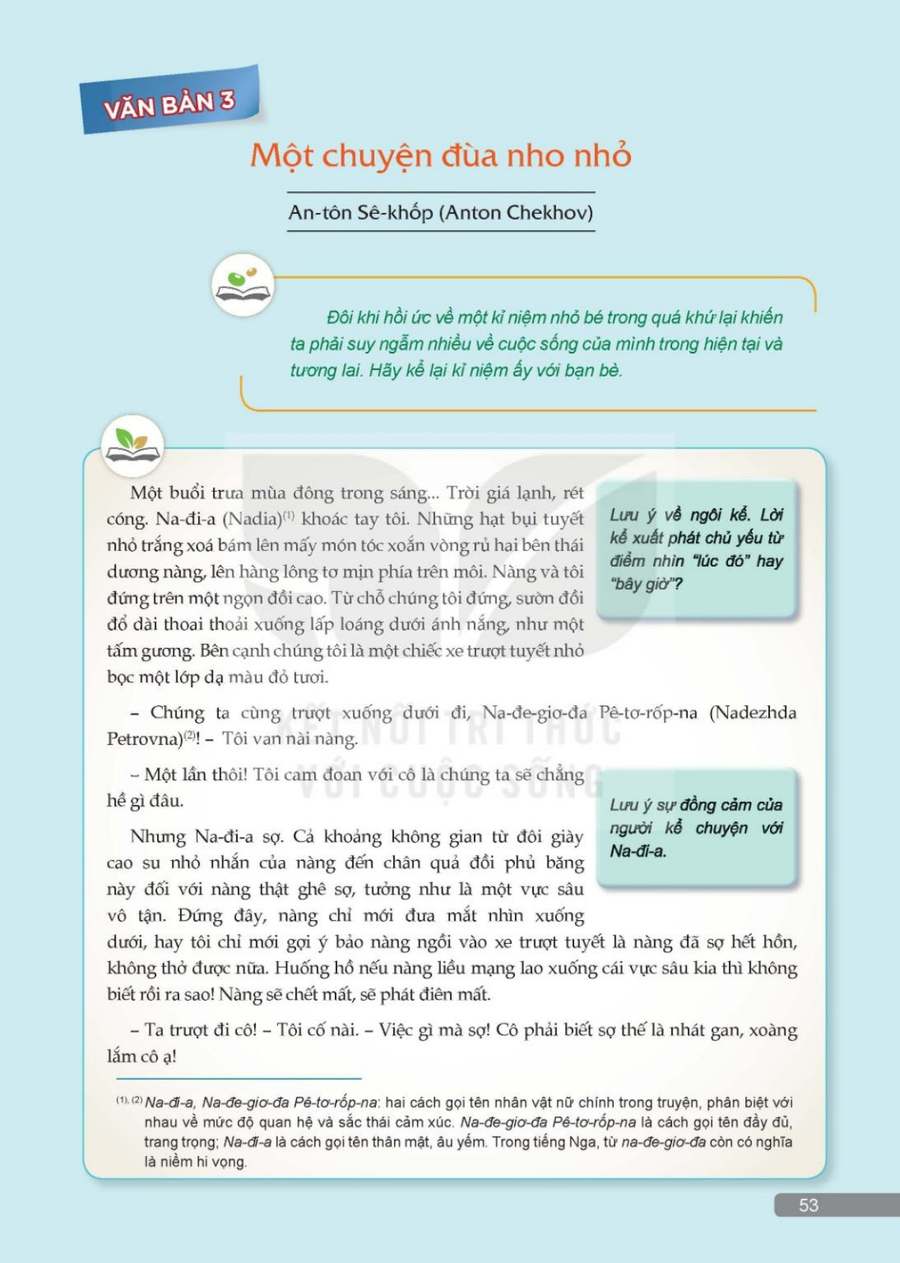 VĂN BẢN 3
Một chuyện đùa nho nhỏ
An-tôn Sê-khốp (Anton Chekhov)
Đôi khi hồi ức về một kỉ niệm nhỏ bé trong quá khứ lại khiến
ta phải suy ngẫm nhiều về cuộc sống của mình trong hiện tại và
tương lai. Hãy kể lại kỉ niệm ấy với bạn bè.
Một buổi trưa mùa đông trong sáng... Trời giá lạnh, rét
cóng. Na-đi-a (Nadia)(1) khoác tay tôi. Những hạt bụi tuyết
nhỏ trắng xoá bám lên mấy món tóc xoắn vòng rủ hai bên thái
dương nàng, lên hàng lông tơ mịn phía trên môi. Nàng và tôi
đứng trên một ngọn đồi cao. Từ chỗ chúng tôi đứng, sườn đồi
đổ dài thoai thoải xuống lấp loáng dưới ánh nắng, như một
tấm gương. Bên cạnh chúng tôi là một chiếc xe trượt tuyết nhỏ
bọc một lớp dạ màu đỏ tươi.
Lưu ý về ngôi kể. Lời
kể xuất phát chủ yếu từ
điểm nhìn "lúc đó" hay
"bây giờ"?
– Chúng ta cùng trượt xuống dưới đi, Na-đe-giơ-đa Pê-tơ-rốp-na (Nadezhda
Petrovna)(2)! – Tôi van nài nàng.
– Một lần thôi! Tôi cam đoan với cô là chúng ta sẽ chẳng
hề gì đâu.
Nhưng Na-đi-a sợ. Cả khoảng không gian từ đôi giày
cao su nhỏ nhắn của nàng đến chân quả đồi phủ băng
này đối với nàng thật ghê sợ, tưởng như là một vực sâu
vô tận. Đứng đây, nàng chỉ mới đưa mắt nhìn xuống
dưới, hay tôi chỉ mới gợi ý bảo nàng ngồi vào xe trượt tuyết là nàng đã sợ hết hồn,
không thở được nữa. Huống hồ nếu nàng liều mạng lao xuống cái vực sâu kia thì không
biết rồi ra sao! Nàng sẽ chết mất, sẽ phát điên mất.
Lưu ý sự đồng cảm của
người kể chuyện với
Na-đi-a.
– Ta trượt đi cô! – Tôi cố nài. – Việc gì mà sợ! Cô phải biết sợ thế là nhát gan, xoàng
lắm cô ạ!
(1), (2) Na-đi-a, Na-đe-giơ-đa Pê-tơ-rốp-na: hai cách gọi tên nhân vật nữ chính trong truyện, phân biệt với
nhau về mức độ quan hệ và sắc thái cảm xúc. Na-đe-giơ-đa Pê-tơ-rốp-na là cách gọi tên đầy đủ,
trang trọng; Na-đi-a là cách gọi tên thân mật, âu yếm. Trong tiếng Nga, từ na-đe-giơ-đa còn có nghĩa
là niềm hi vọng.
KẾT NỐI TRI THỨC
VỚI CUỘC SỐNG
53